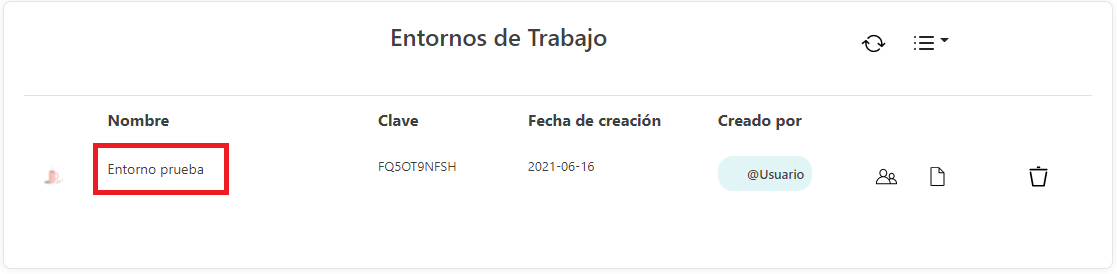 Entornos de Trabajo
Nombre Clave Fecha de creación Creado por
Entorno prueba FQ5OT9NFSH 2021-06-16 @Usuario